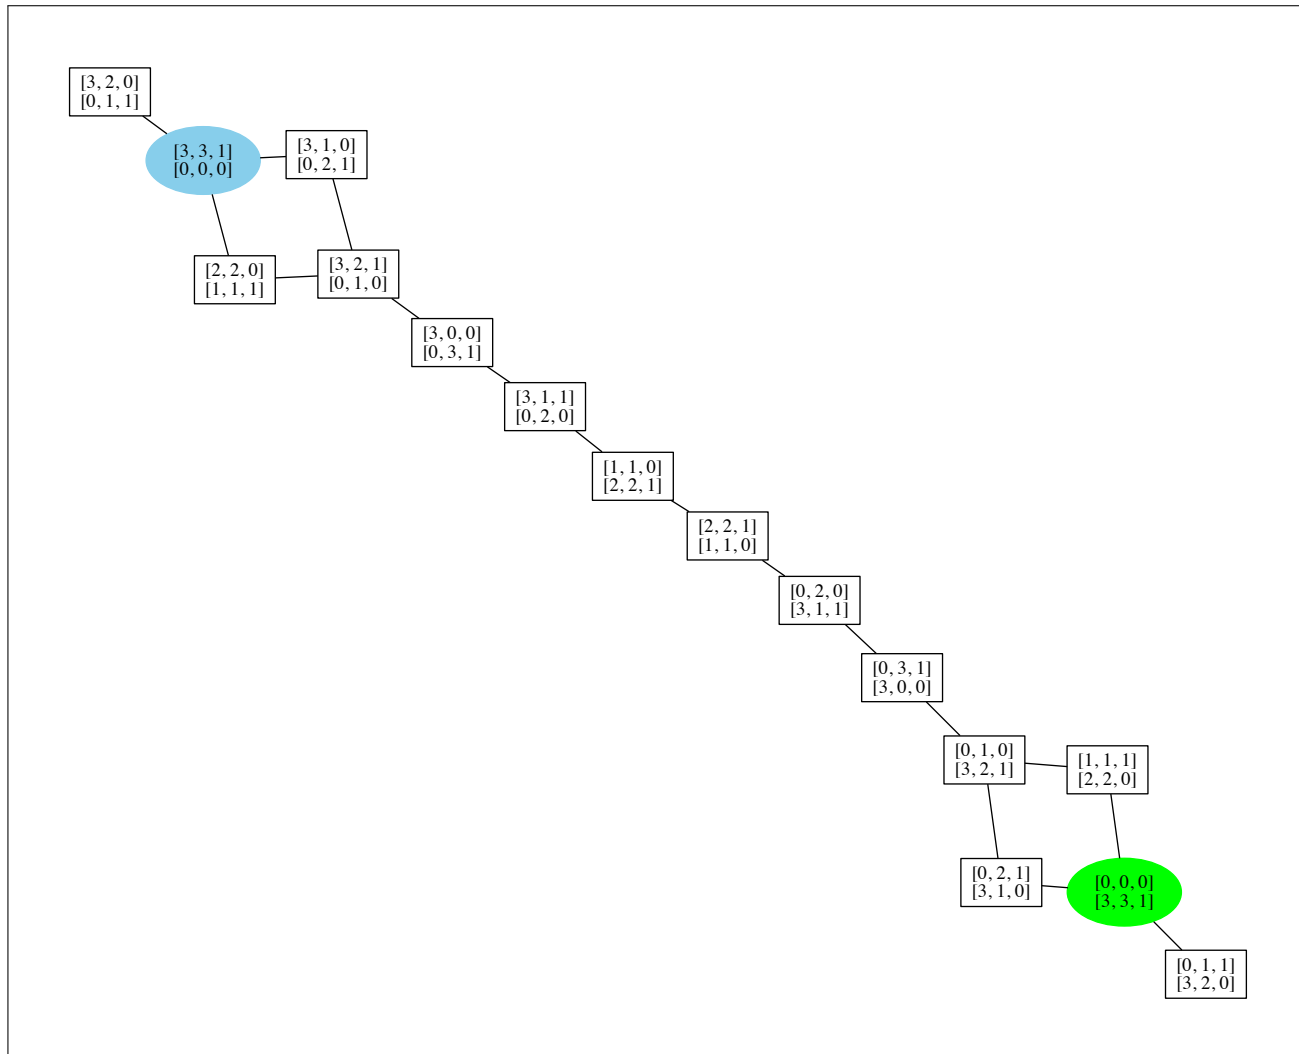 [3, 2, 0]
[0, 1, 1]
[3, 3, 1]
[0, 0, 0]
[3, 1, 0]
[0, 2, 1]
[2, 2, 0]
[1, 1, 1]
[3, 2, 1]
[0, 1, 0]
[3, 0, 0]
[0, 3, 1]
[3, 1, 1]
[0, 2, 0]
[1, 1, 0]
[2, 2, 1]
[2, 2, 1]
[1, 1, 0]
[0, 2, 0]
[3, 1, 1]
[0, 3, 1]
[3, 0, 0]
[0, 1, 0]
[3, 2, 1]
[1, 1, 1]
[2, 2, 0]
[0, 2, 1]
[3, 1, 0]
[0, 0, 0]
[3, 3, 1]
[0, 1, 1]
[3, 2, 0]